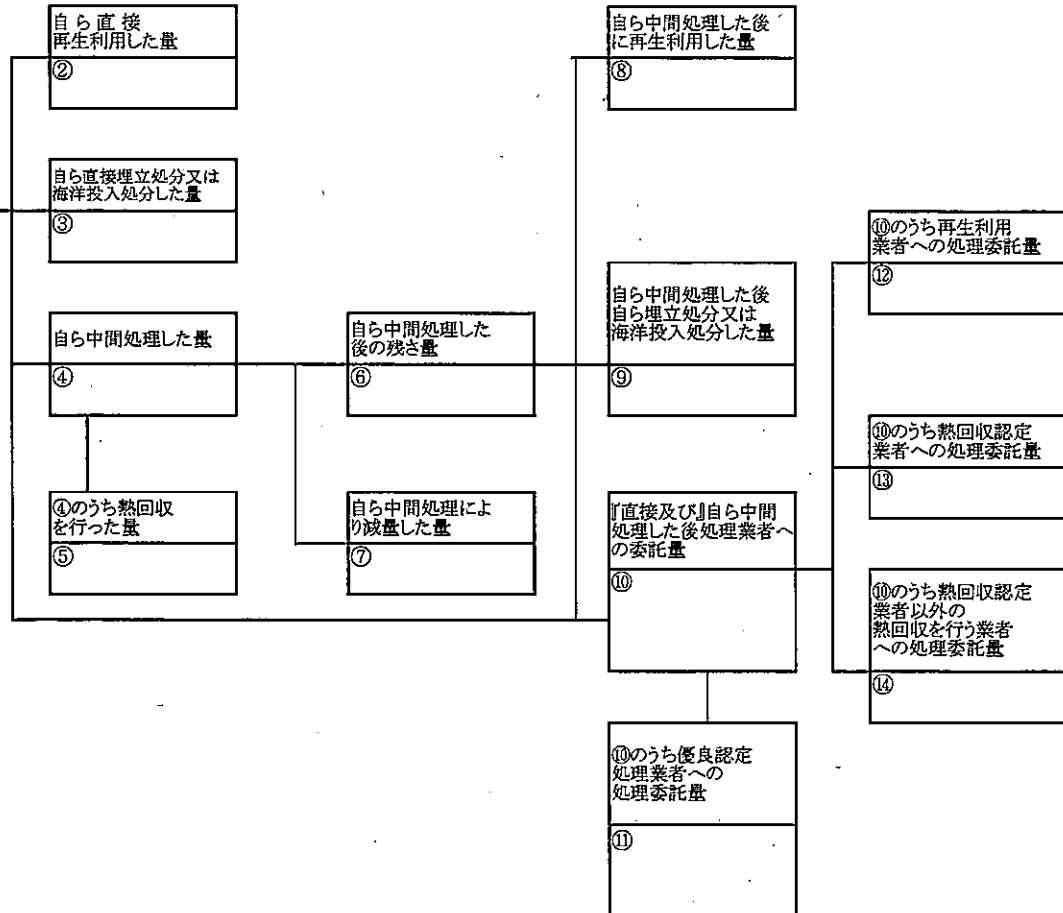 自ら直接
再生利用した量
②
自ら直接埋立処分又は
海洋投入処分した量
③
自ら中間処理した量
④
④のうち熱回収
を行った量
⑤
自ら中間処理した
後の残さ量
⑥
自ら中間処理によ
り減量した量
⑦
自ら中間処理した後
に再生利用した量
⑧
自ら中間処理した後
自ら埋立処分又は
海洋投入処分した量
⑨
『直接及び』自ら中間
処理した後処理業者へ
の委託量
⑩
⑩のうち優良認定
処理業者への
処理委託量
⑪
⑩のうち再生利用
業者への処理委託量
⑫
⑩のうち熱回収認定
業者への処理委託量
⑬
⑩のうち熱回収認定
業者以外の
熱回収を行う業者
への処理委託量
⑭